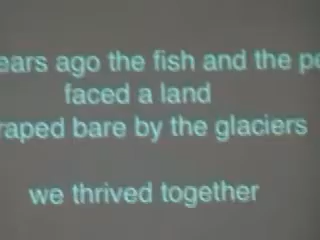 ears ago the fish and the pe
faced a land
raped bare by the glaciers
we thrived together